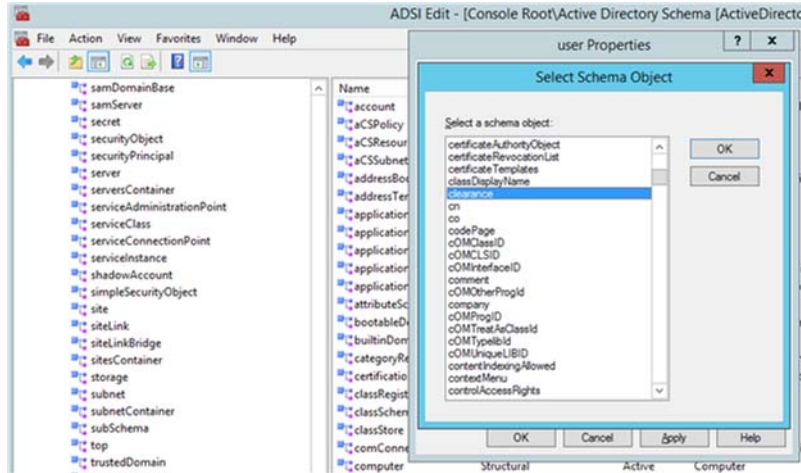 ADSI Edit - [Console Root\Active Directory Schema [ActiveDirecto
File Action View Favorites Window Help
samDomainBase
samServer
secret
securityObject
securityPrincipal
server
serversContainer
serviceAdministrationPoint
serviceClass
serviceConnectionPoint
serviceInstance
shadowAccount
simpleSecurityObject
site
siteLink
siteLinkBridge
sitesContainer
storage
subnet
subnetContainer
subSchema
top
trustedDomain
Name
account
aCSPolicy
aCSResour
aCSSubnet
addressBoo
addressTer
application
application
application
application
application
attributeSc
bootableDe
builtinDom
categoryRe
certificatio
classRegist
classSchem
classStore
comConne
computer Structural Active Computer
user Properties
? x
Select Schema Object
x
Select a schema object:
certificateAuthorityObject
certificateRevocationList
certificateTemplates
classDisplayName
clearance
cn
co
codePage
cOMClassID
cOMCLSID
cOMInterfaceID
comment
cOMOtherProgId
company
cOMProgID
cOMTreatAsClassId
cOMTypelibId
cOMUniqueLIBID
contentIndexingAllowed
contextMenu
controlAccessRights
OK
Cancel
OK Cancel Apply Help